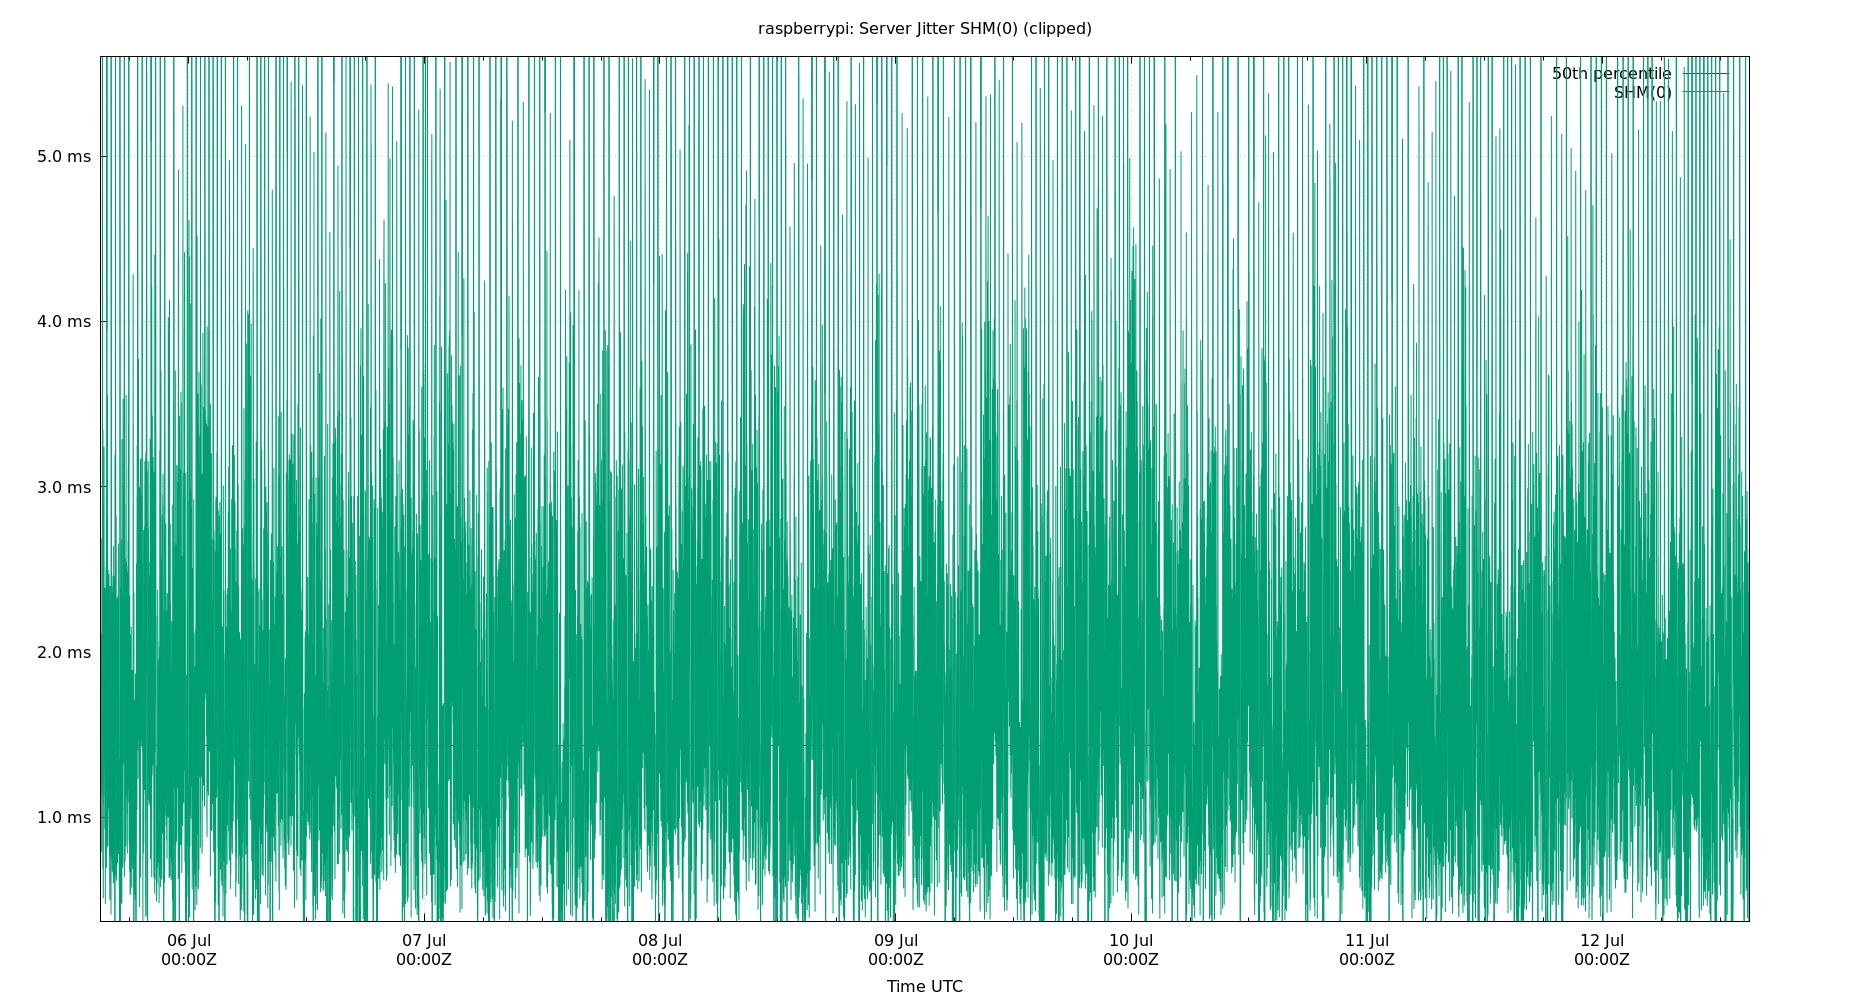 raspberrypi: Server Jitter SHM(0) (clipped)
50th percentile
SHM(0)
5.0 ms
4.0 ms
3.0 ms
2.0 ms
1.0 ms
06 Jul 07 Jul 08 Jul 09 Jul 10 Jul 11 Jul 12 Jul
00:00Z 00:00Z 00:00Z 00:00Z 00:00Z 00:00Z 00:00Z
Time UTC